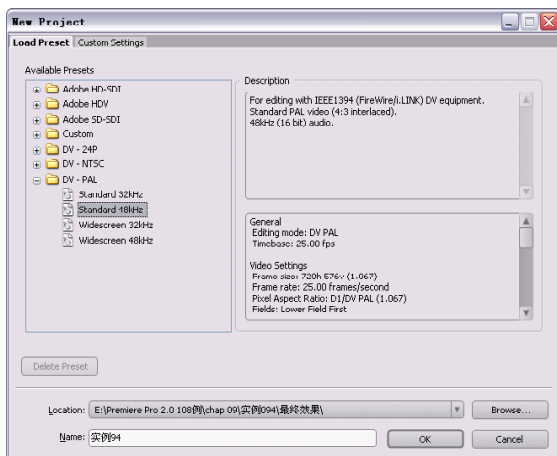 New Project
Load Preset Custom Settings
Available Presets
Adobe HD-SDI
Adobe HDV
Adobe SD-SDI
Custom
DV - 24P
DV - NTSC
DV - PAL
Standard 32kHz
Standard 48kHz
Widescreen 32kHz
Widescreen 48kHz
Description
For editing with IEEE1394 (FireWire/i.LINK) DV equipment.
Standard PAL video (4:3 interlaced).
48kHz (16 bit) audio.
General
Editing mode: DV PAL
Timebase: 25.00 fps
Video Settings
Frame size: 720h 576v (1.067)
Frame rate: 25.00 frames/second
Pixel Aspect Ratio: D1/DV PAL (1.067)
Fields: Lower Field First
Delete Preset
Location: E:\Premiere Pro 2.0 108例\chap 09\实例094\最终效果\ Browse...
Name: 实例94 OK Cancel